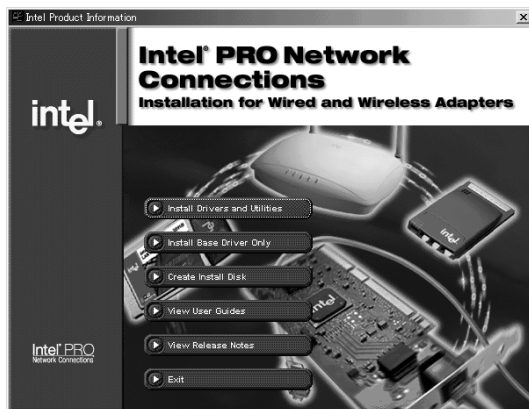 Intel Product Information
intel®
Intel® PRO Network
Connections
Installation for Wired and Wireless Adapters
Install Drivers and Utilities
Install Base Driver Only
Create Install Disk
View User Guides
View Release Notes
Exit
Intel® PRO
Network Connections
intel
intel